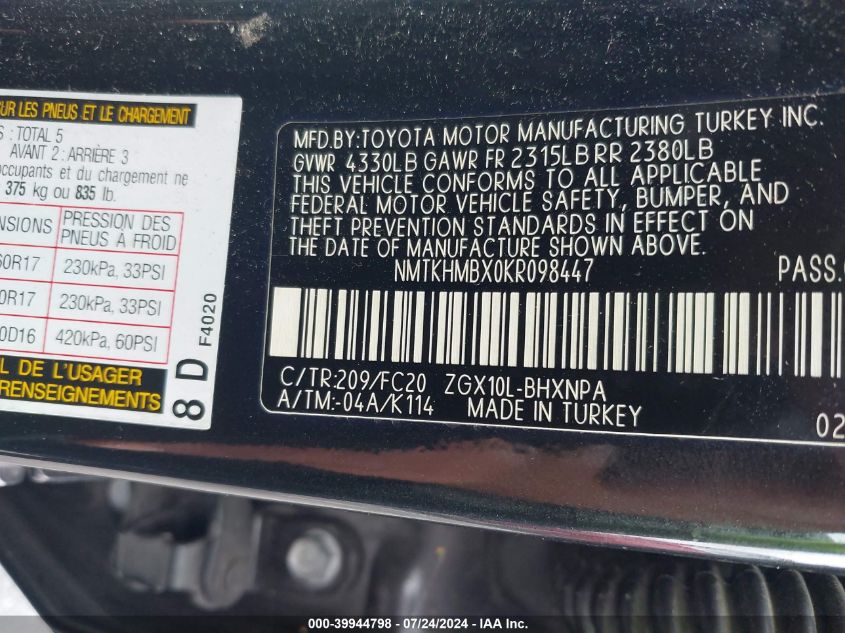 UR LES PNEUS ET LE CHARGEMENT
S : TOTAL 5
AVANT 2 : ARRIÈRE 3
occupants et du chargement ne
375 kg ou 835 lb.
NSIONS PRESSION DES PNEUS À FROID
60R17 230kPa, 33PSI
0R17 230kPa, 33PSI
0D16 420kPa, 60PSI
L DE L'USAGER
RENSEIGNEMENTS
8 D F4020
MFD.BY:TOYOTA MOTOR MANUFACTURING TURKEY INC.
GVWR 4330LB GAWR FR 2315LB RR 2380LB
THIS VEHICLE CONFORMS TO ALL APPLICABLE
FEDERAL MOTOR VEHICLE SAFETY, BUMPER, AND
THEFT PREVENTION STANDARDS IN EFFECT ON
THE DATE OF MANUFACTURE SHOWN ABOVE.
NMTKHMBX0KR098447 PASS.
C/TR:209/FC20 ZGX10L-BHXNPA
A/TM:-04A/K114 MADE IN TURKEY
02
000-39944798 - 07/24/2024 - IAA Inc.